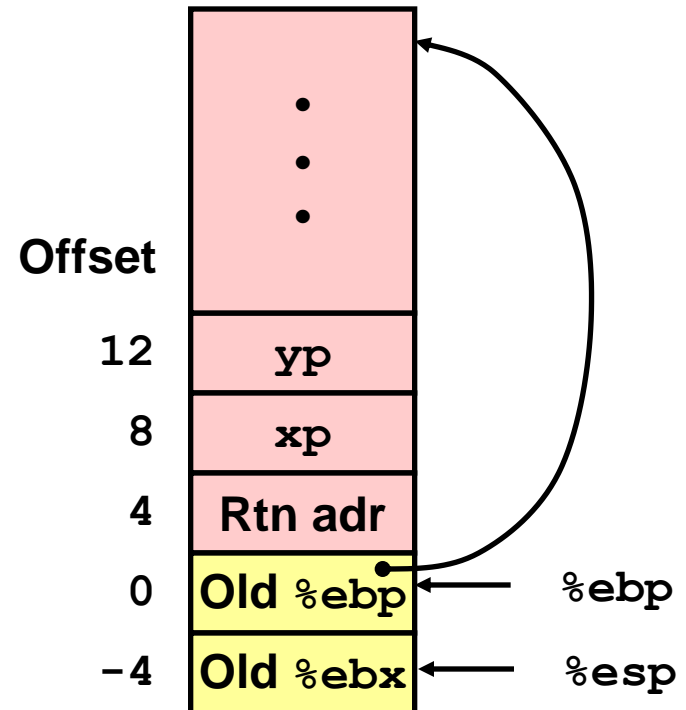 Offset
12 yp
8 xp
4 Rtn adr
0 Old %ebp %ebp
-4 Old %ebx %esp